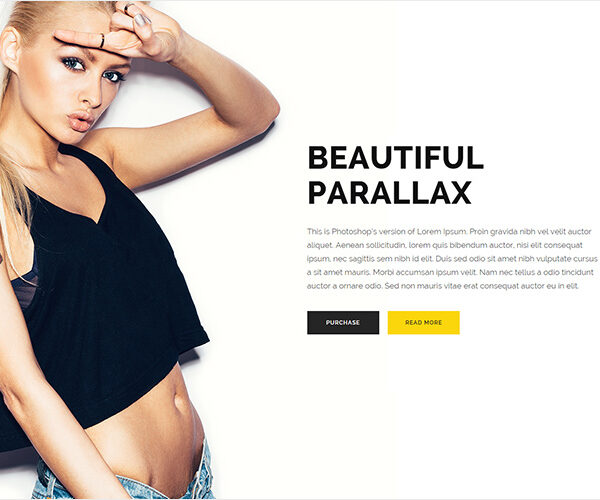 BEAUTIFUL
PARALLAX
This is Photoshop's version of Lorem Ipsum. Proin gravida nibh vel velit auctor
aliquet. Aenean sollicitudin, lorem quis bibendum auctor, nisi elit consequat
ipsum, nec sagittis sem nibh id elit. Duis sed odio sit amet nibh vulputate cursus
a sit amet mauris. Morbi accumsan ipsum velit. Nam nec tellus a odio tincidunt
auctor a ornare odio. Sed non mauris vitae erat consequat auctor eu in elit.
PURCHASE
READ MORE